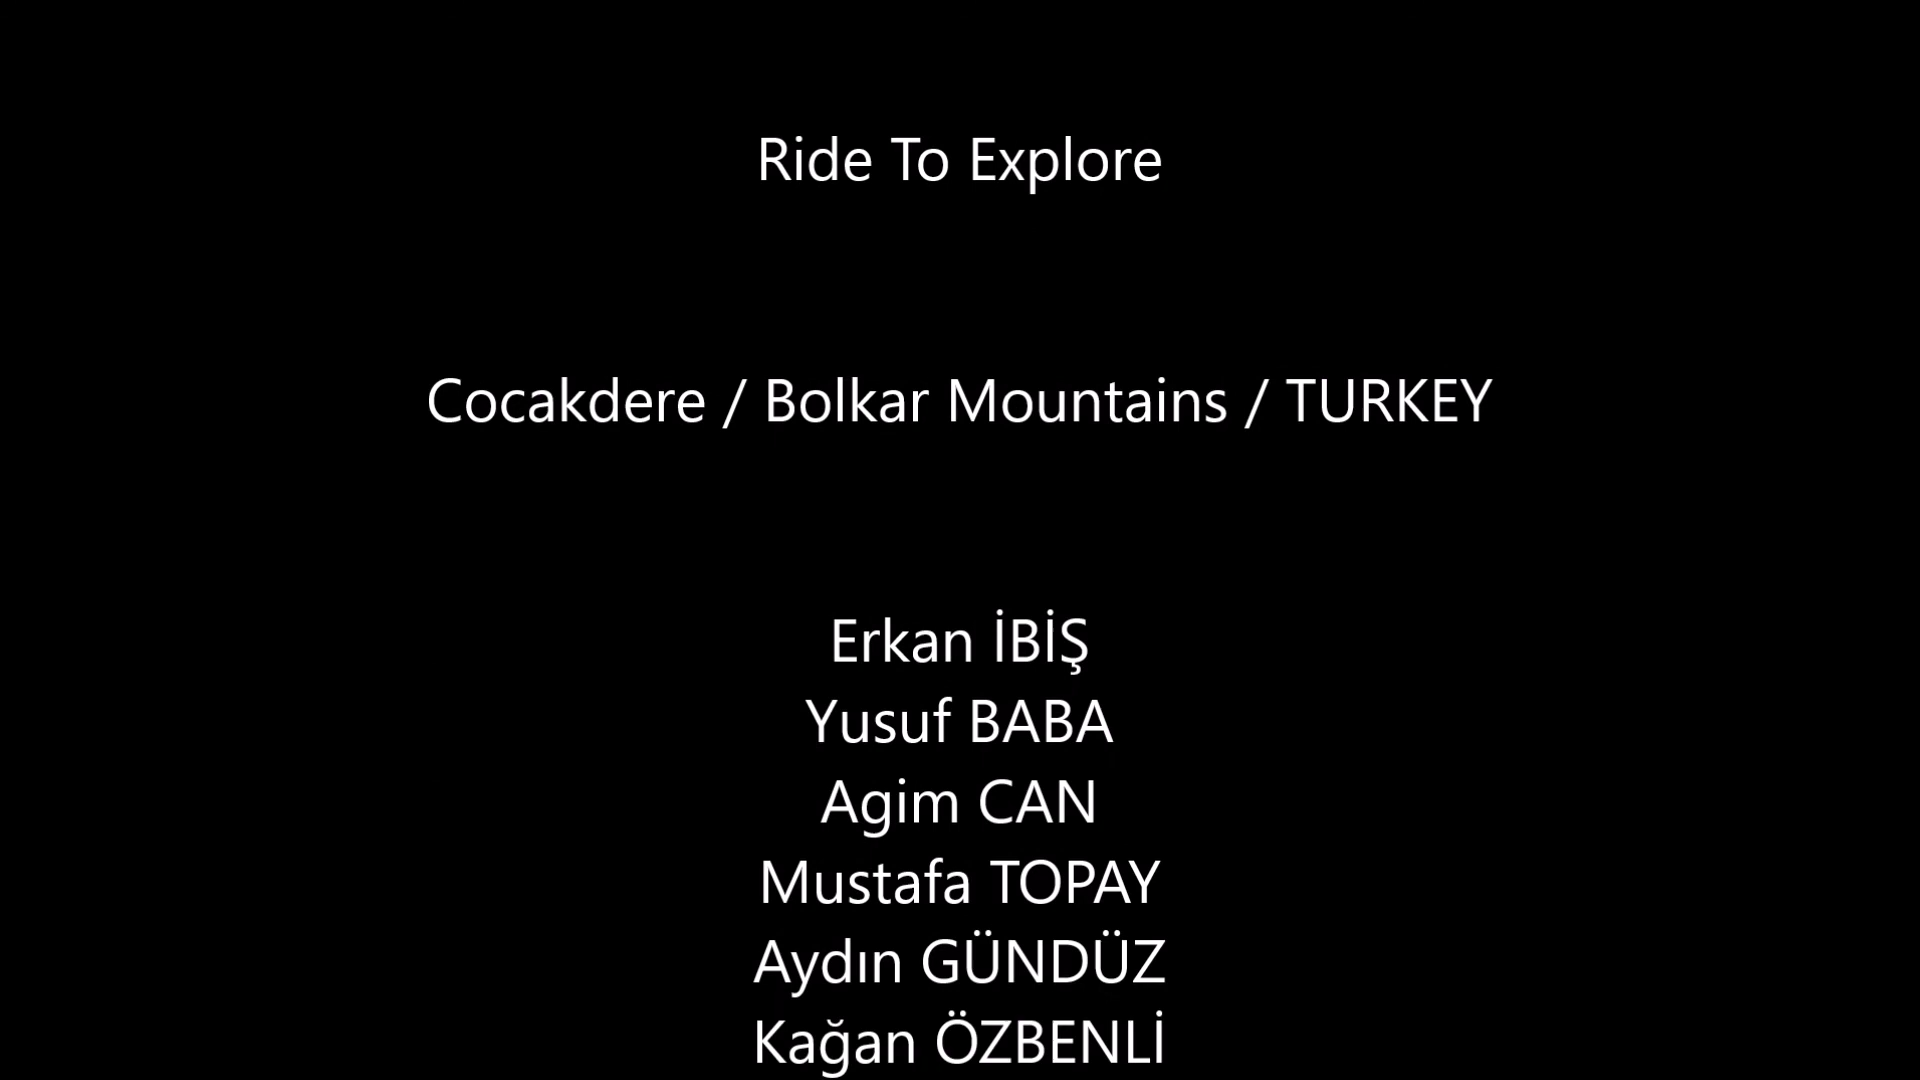 Ride To Explore
Cocakdere / Bolkar Mountains / TURKEY
Erkan İBİŞ
Yusuf BABA
Agim CAN
Mustafa TOPAY
Aydın GÜNDÜZ
Kağan ÖZBENLİ